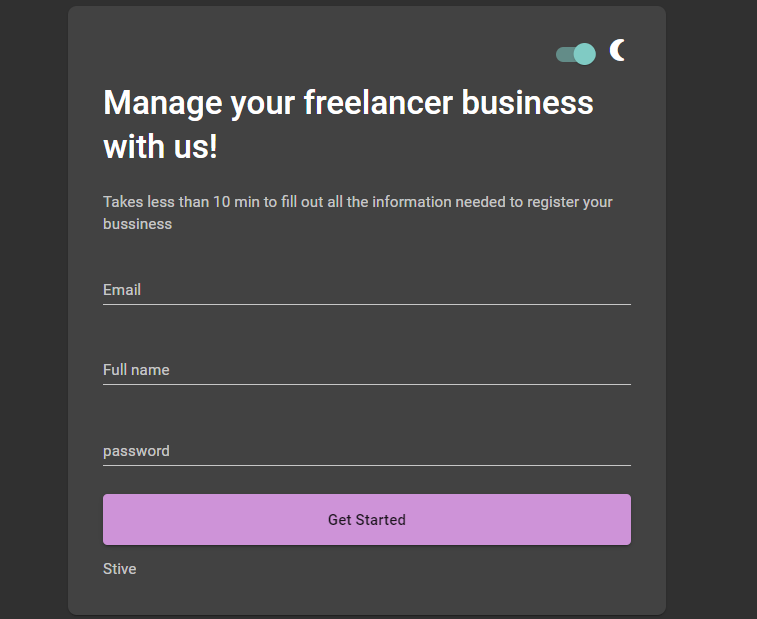 Manage your freelancer business
with us!
Takes less than 10 min to fill out all the information needed to register your
bussiness
Email
Full name
password
Get Started
Stive